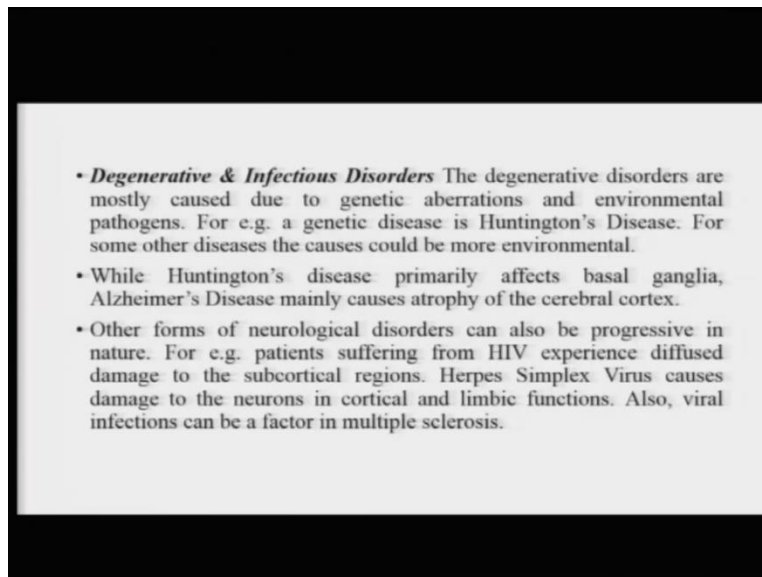 • Degenerative & Infectious Disorders The degenerative disorders are
mostly caused due to genetic aberrations and environmental
pathogens. For e.g. a genetic disease is Huntington's Disease. For
some other diseases the causes could be more environmental.
• While Huntington's disease primarily affects basal ganglia,
Alzheimer's Disease mainly causes atrophy of the cerebral cortex.
• Other forms of neurological disorders can also be progressive in
nature. For e.g. patients suffering from HIV experience diffused
damage to the subcortical regions. Herpes Simplex Virus causes
damage to the neurons in cortical and limbic functions. Also, viral
infections can be a factor in multiple sclerosis.